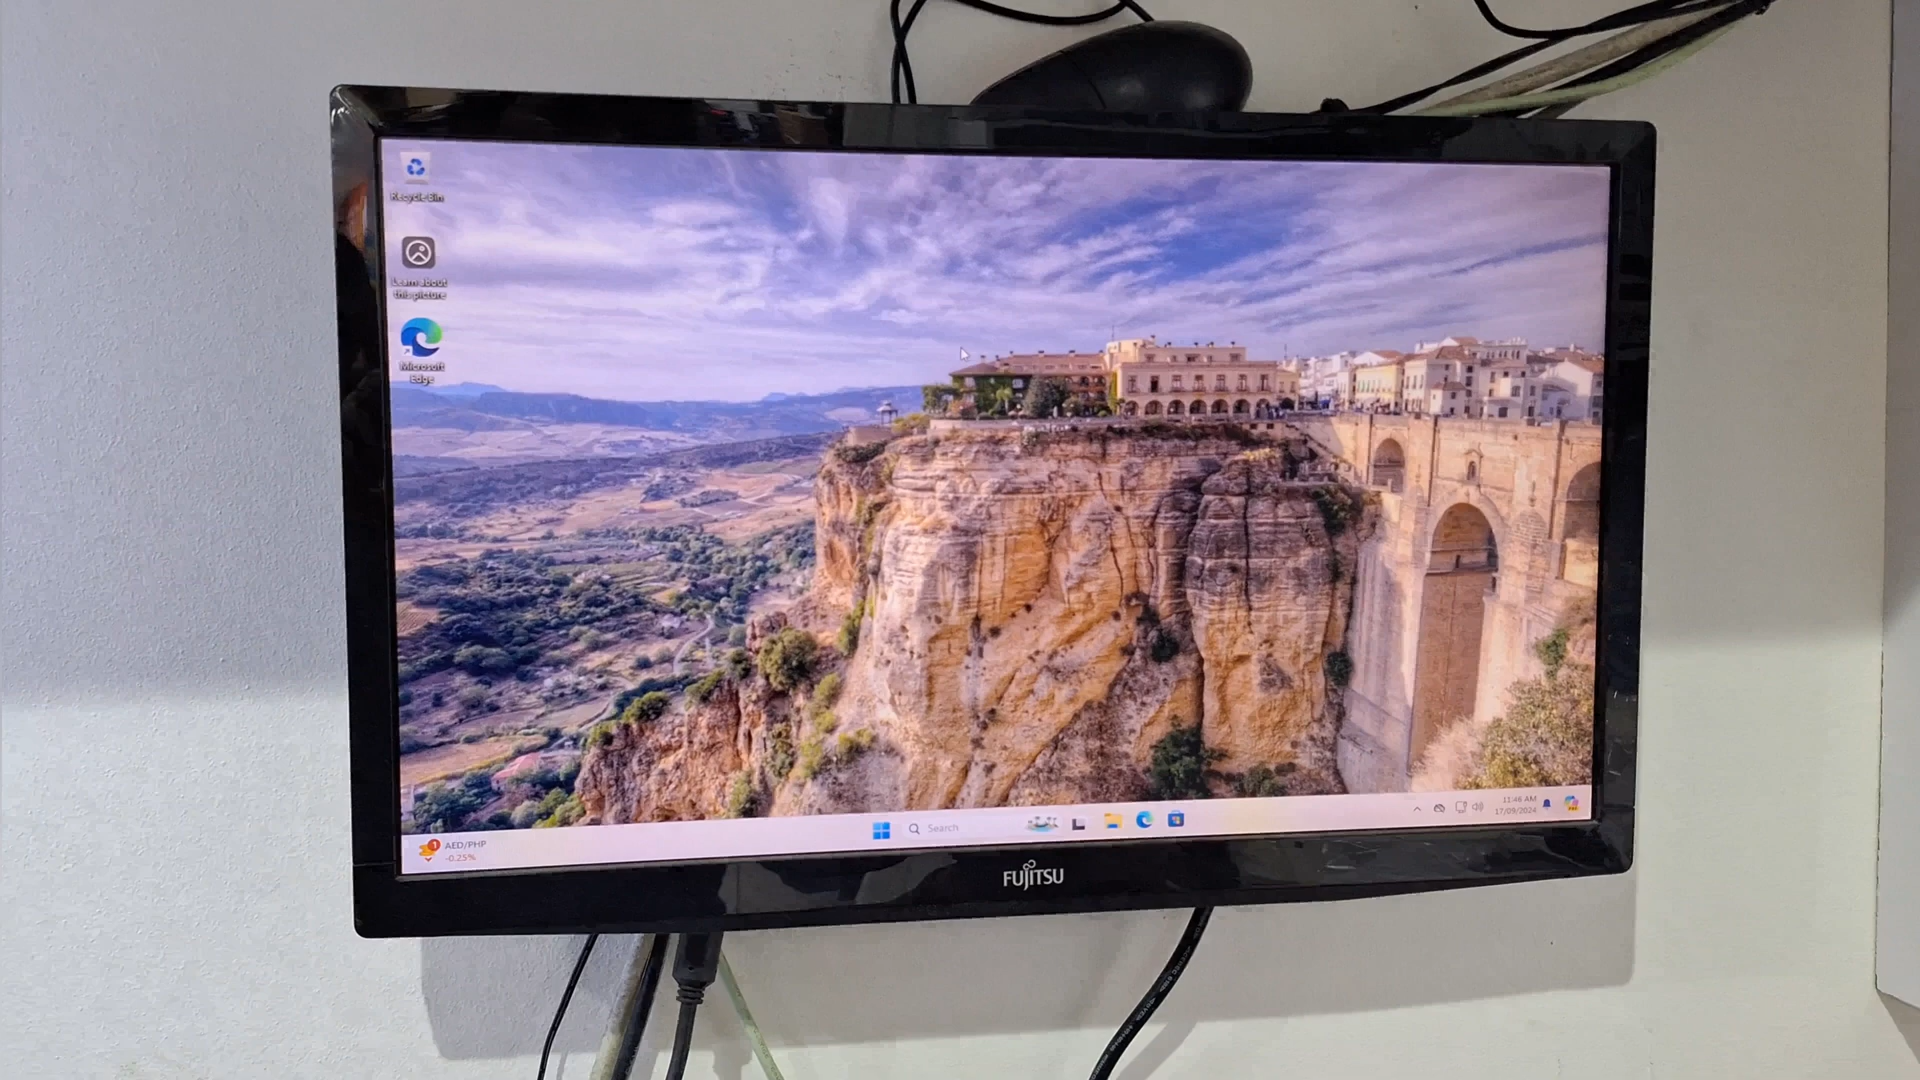 Recycle Bin
Learn about
this picture
Microsoft
Edge
AED/PHP
-0.25%
1
Search
11:46 AM
17/09/2024
FUJITSU